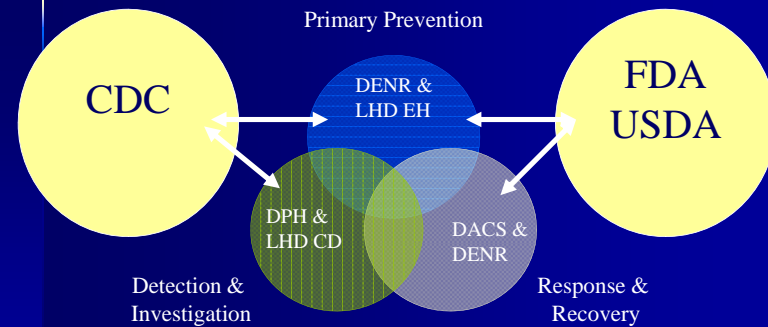 Primary Prevention
CDC
DENR &
LHD EH
FDA
USDA
DPH &
LHD CD
DACS &
DENR
Detection &
Investigation
Response &
Recovery